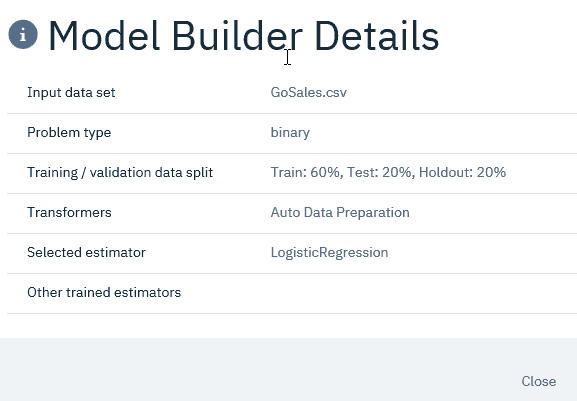 i Model Builder Details
Input data set GoSales.csv
Problem type binary
Training / validation data split Train: 60%, Test: 20%, Holdout: 20%
Transformers Auto Data Preparation
Selected estimator LogisticRegression
Other trained estimators
Close